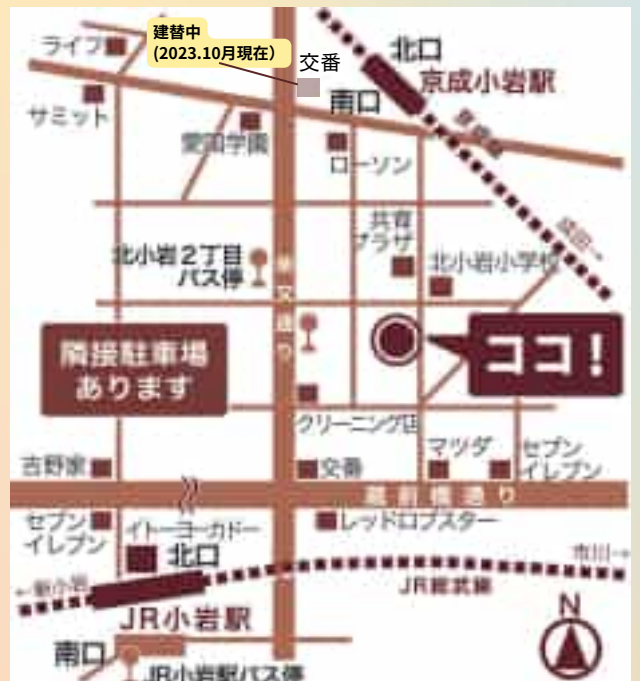 建替中
(2023.10月現在）
交番
ライフ
サミット
愛国学園
北口
京成小岩駅
南口
京成線
ローソン
成田→
共育
プラザ
北小岩小学校
北小岩２丁目
バス停
柴又通り
隣接駐車場
あります
ココ！
クリーニング店
吉野家
交番
マツダ
セブン
イレブン
蔵前橋通り
セブン
イレブン
イトーヨーカドー
レッドロブスター
北口
市川→
←新小岩
JR総武線
JR小岩駅
南口
JR小岩駅バス停
N